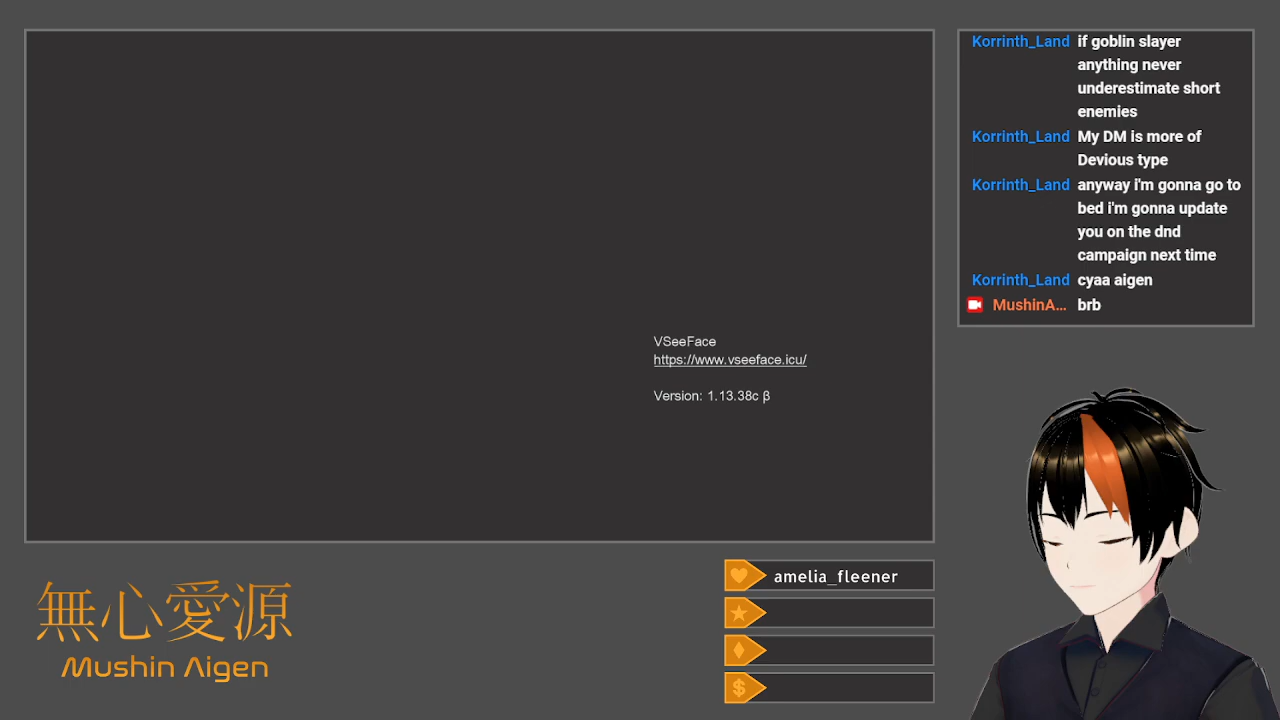 Korrinth_Land if goblin slayer
anything never
underestimate short
enemies
Korrinth_Land My DM is more of
Devious type
Korrinth_Land anyway i'm gonna go to
bed i'm gonna update
you on the dnd
campaign next time
Korrinth_Land cyaa aigen
MushinA... brb
VSeeFace
https://www.vseeface.icu/
Version: 1.13.38c β
amelia_fleener
$
無心愛源
Mushin Aigen